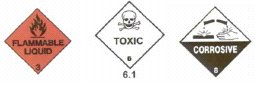 FLAMMABLE
LIQUID
3
TOXIC
6
6.1
CORROSIVE
8